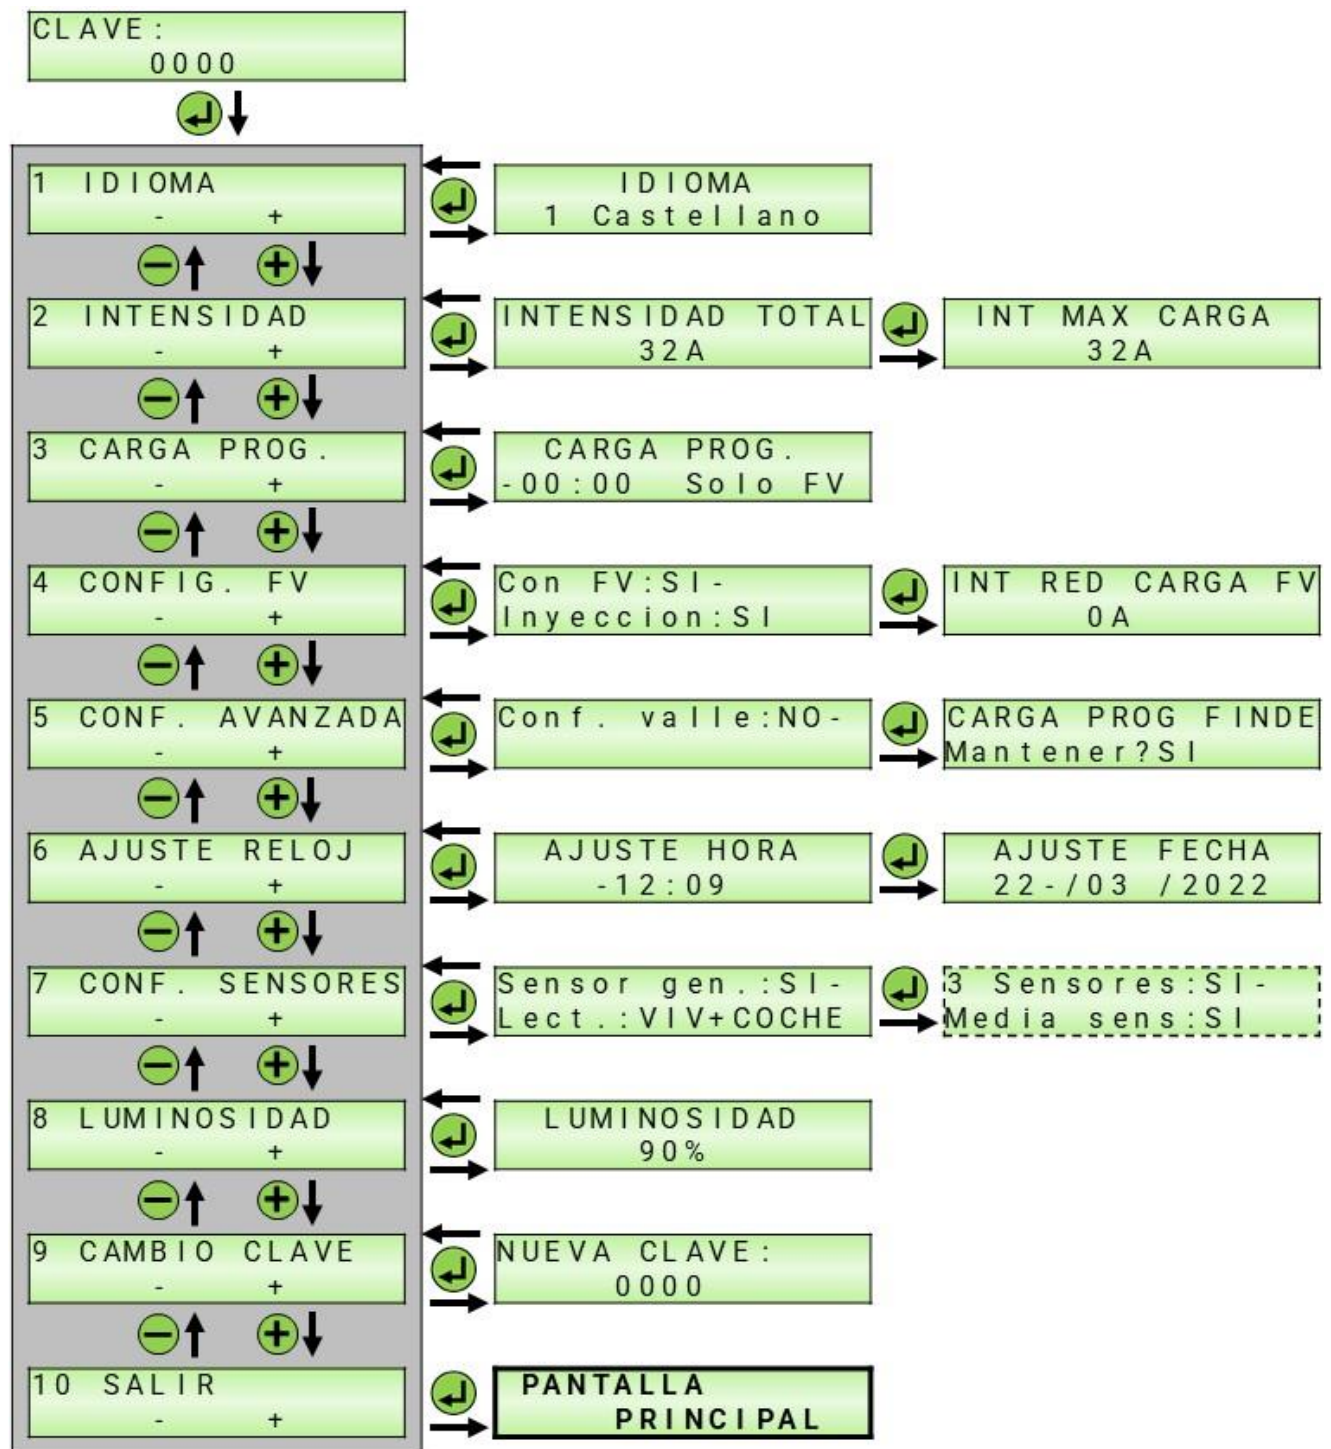 CLAVE:
0000
1 IDIOMA
- +
IDIOMA
1 Castellano
2 INTENSIDAD
- +
INTENSIDAD TOTAL
32A
INT MAX CARGA
32A
3 CARGA PROG.
- +
CARGA PROG.
-00:00 Solo FV
4 CONFIG. FV
- +
Con FV:SI-
Inyeccion:SI
INT RED CARGA FV
0A
5 CONF. AVANZADA
- +
Conf. valle:NO-
CARGA PROG FINDE
Mantener?SI
6 AJUSTE RELOJ
- +
AJUSTE HORA
-12:09
AJUSTE FECHA
22-/03 /2022
7 CONF. SENSORES
- +
Sensor gen.:SI-
Lect.:VIV+COCHE
3 Sensores:SI-
Media sens:SI
8 LUMINOSIDAD
- +
LUMINOSIDAD
90%
9 CAMBIO CLAVE
- +
NUEVA CLAVE:
0000
10 SALIR
- +
PANTALLA
PRINCIPAL